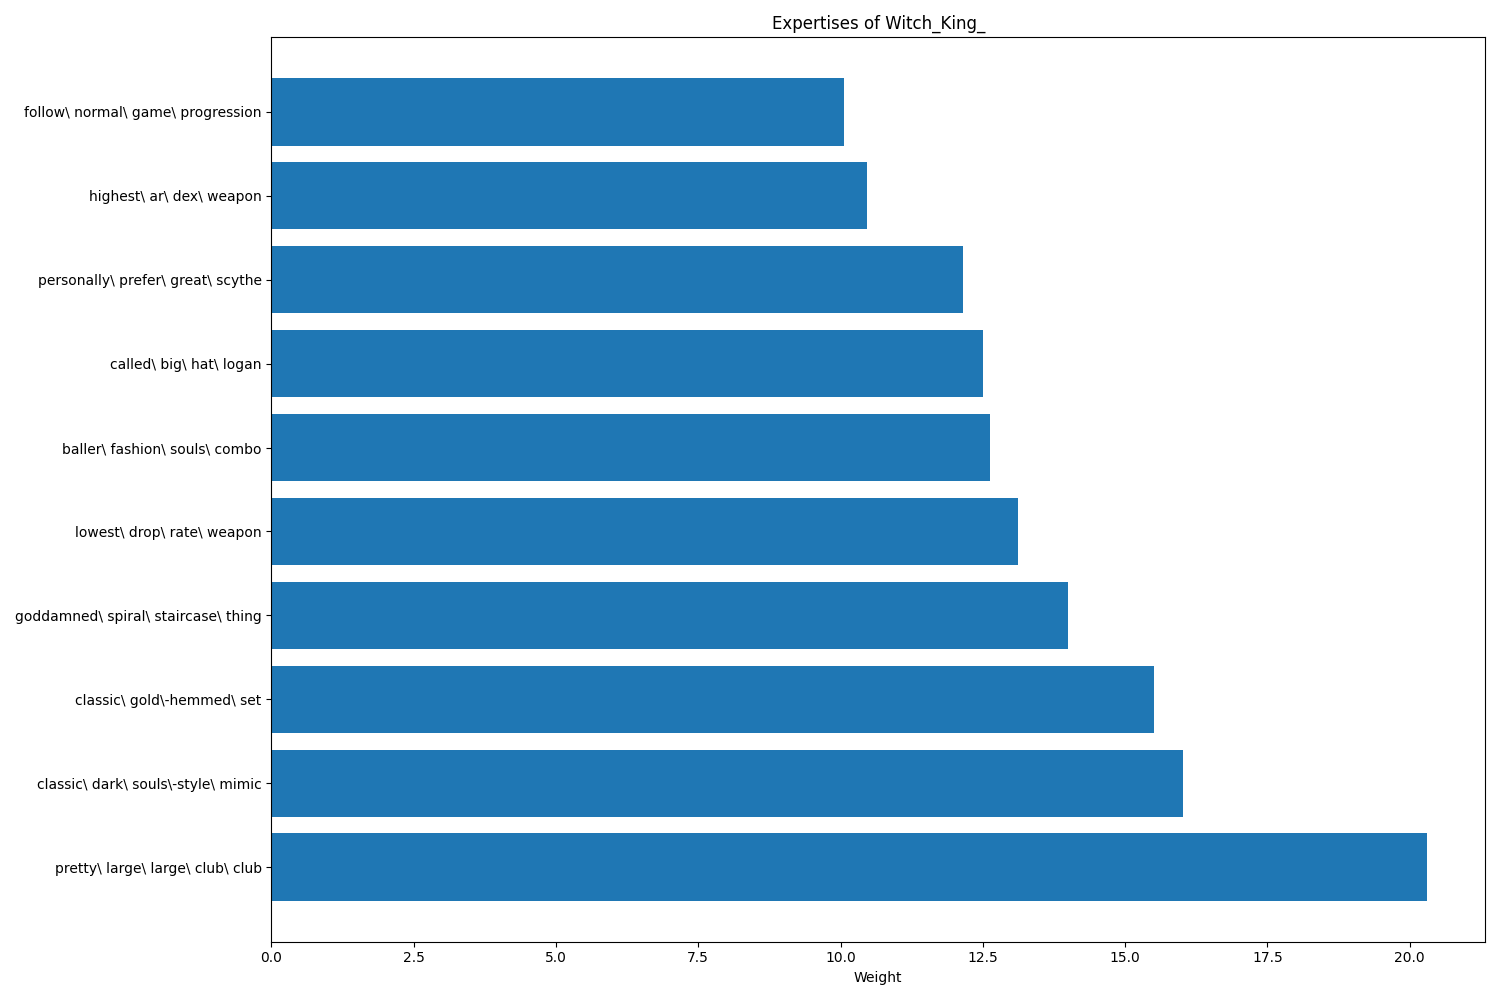 Expertises of Witch_King_
follow\ normal\ game\ progression
highest\ ar\ dex\ weapon
personally\ prefer\ great\ scythe
called\ big\ hat\ logan
baller\ fashion\ souls\ combo
lowest\ drop\ rate\ weapon
goddamned\ spiral\ staircase\ thing
classic\ gold\-hemmed\ set
classic\ dark\ souls\-style\ mimic
pretty\ large\ large\ club\ club
0.0 2.5 5.0 7.5 10.0 12.5 15.0 17.5 20.0
Weight